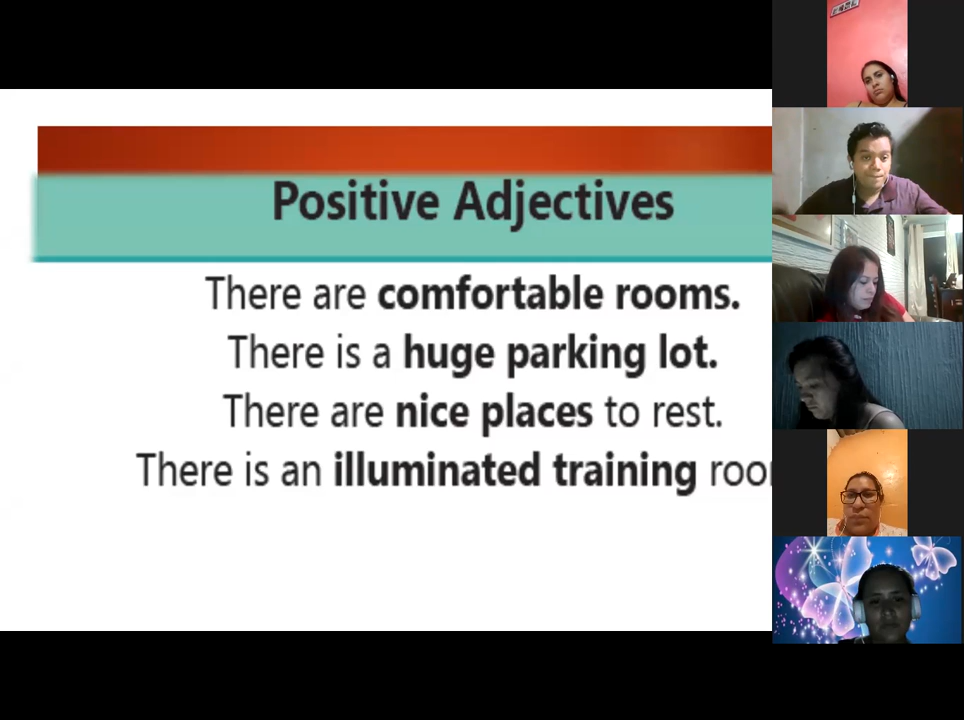 Positive Adjectives
There are comfortable rooms.
There is a huge parking lot.
There are nice places to rest.
There is an illuminated training